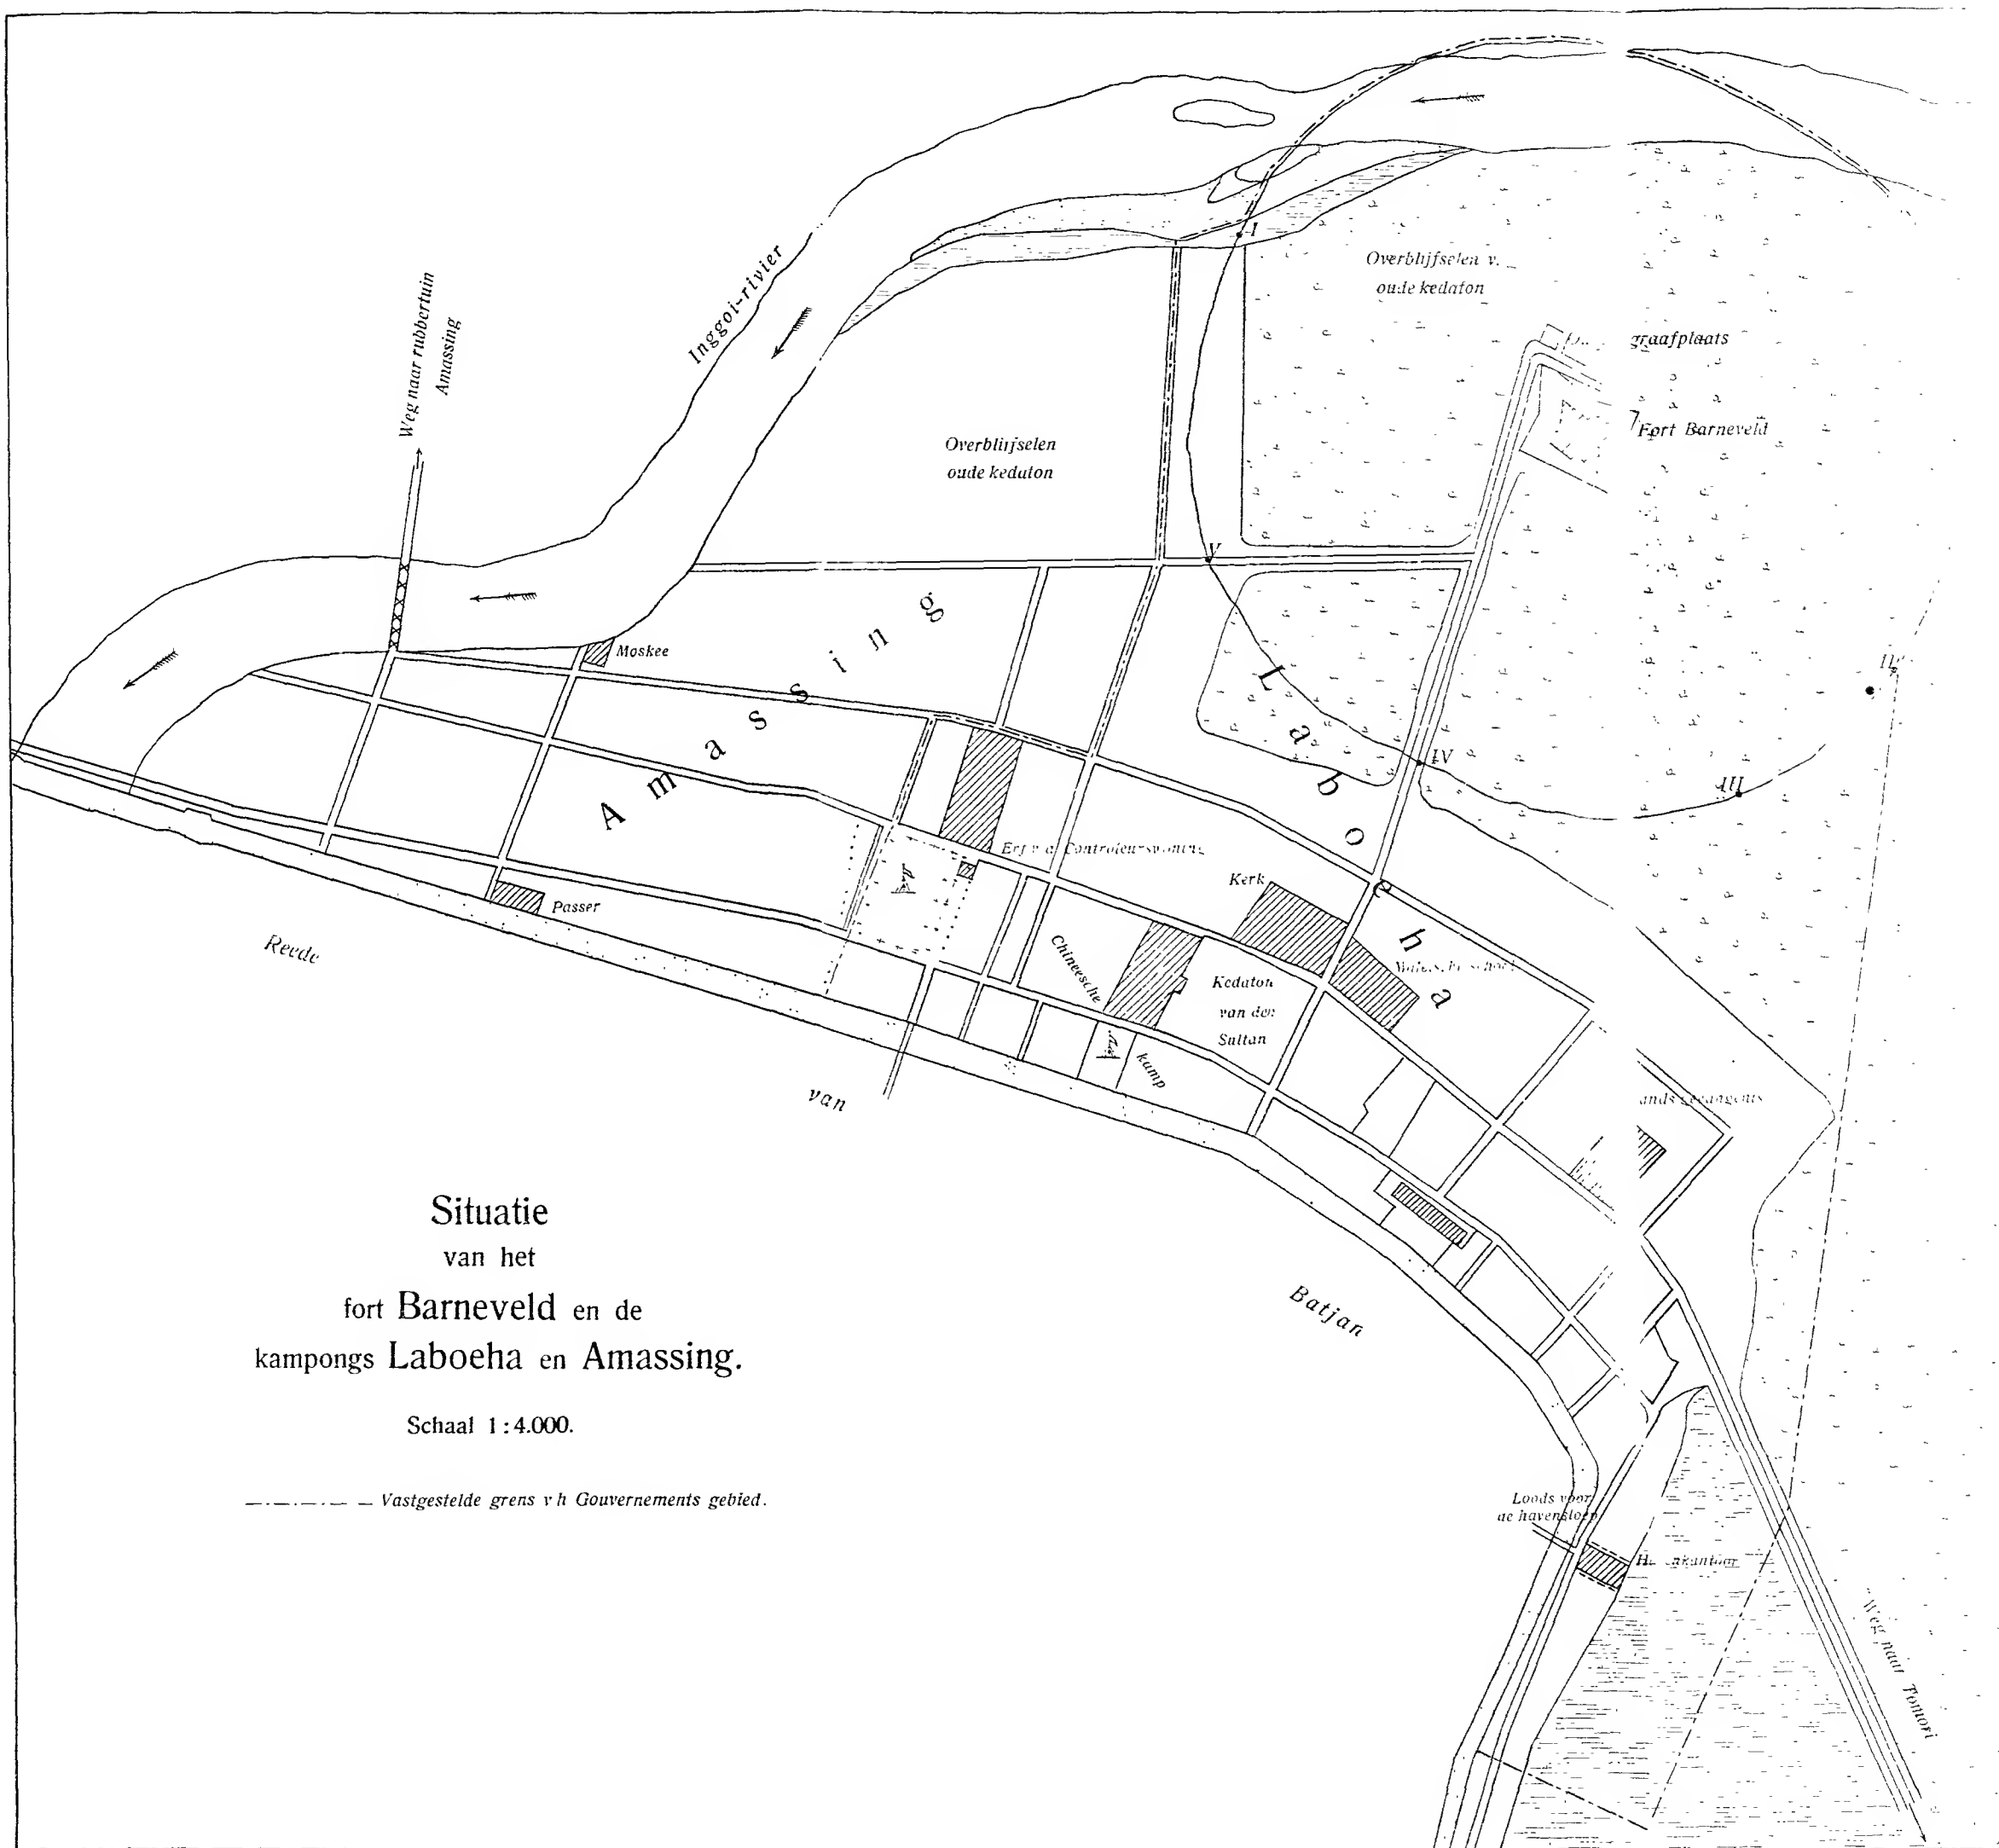 Inggoi-rivier
Weg naar rubbertuin
Amassing
Overblijfselen v.
oude kedaton
graafplaats
Fort Barneveld
Overblijfselen
oude kedaton
I
V
IV
III
Moskee
Amassing
Laboeha
Erf v. d. Controleurswoning
Kerk
Passer
Chineesche
kamp
Kedaton
van den
Sultan
Reede
van
Batjan
Situatie
van het
fort Barneveld en de
kampongs Laboeha en Amassing.
Schaal 1:4.000.
Vastgestelde grens v h Gouvernements gebied.
Loods voor
de havensloep
Weg naar Tomori